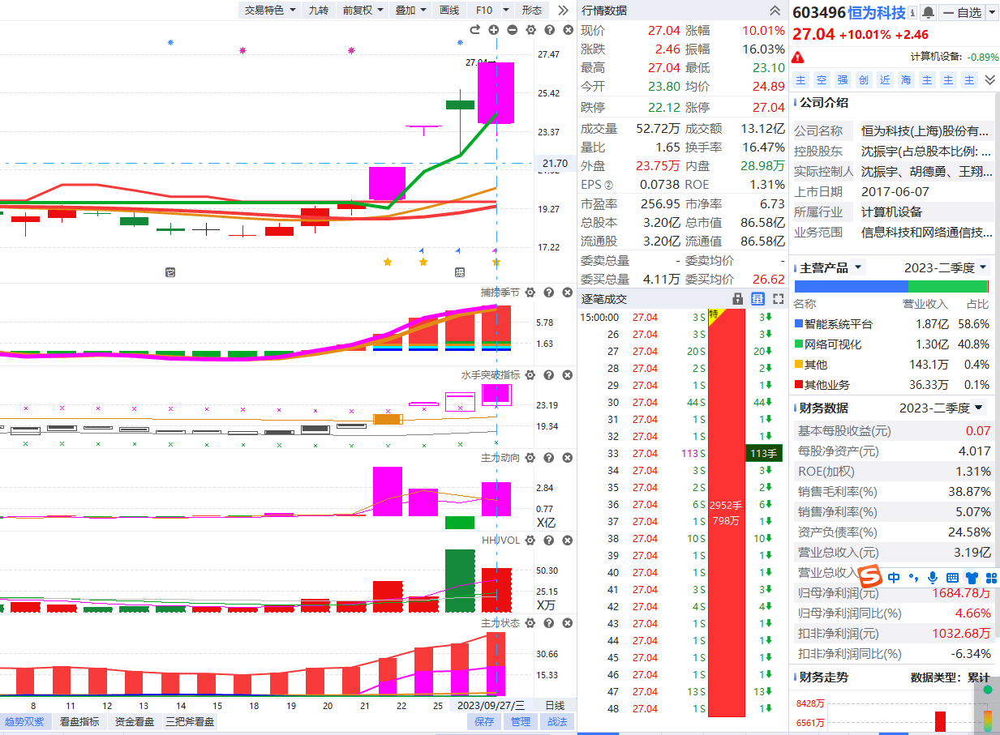 交易特色 九转 前复权 叠加 画线 F10 形态
27.04
27.47
25.42
23.37
21.70
19.27
17.22
捕捞季节
5.78
1.63
水手突破指标
23.19
19.34
主力动向
2.84
0.77
X亿
HHJVOL
50.30
25.15
X万
主力状态
30.66
15.33
8 11 12 13 14 15 18 19 20 21 22 25 2023/09/27/三 日线
趋势双紫 看盘指标 资金看盘 三把斧看盘 保存 管理 战法
行情数据
现价 27.04 涨幅 10.01%
涨跌 2.46 振幅 16.03%
最高 27.04 最低 23.10
今开 23.80 均价 24.89
跌停 22.12 涨停 27.04
成交量 52.72万 成交额 13.12亿
量比 1.65 换手率 16.47%
外盘 23.75万 内盘 28.98万
EPS② 0.0738 ROE 1.31%
市盈率 256.95 市净率 6.73
总股本 3.20亿 总市值 86.58亿
流通股 3.20亿 流通值 86.58亿
委卖总量 - 委卖均价 -
委买总量 4.11万 委买均价 26.62
逐笔成交 量
特
15:00:00 27.04 3 S 3
26 27.04 3 S 3
27 27.04 20 S 20
28 27.04 2 S 2
29 27.04 1 S 1
30 27.04 44 S 44
31 27.04 1 S 1
32 27.04 1 S 1
33 27.04 113 S 113手
34 27.04 3 S 3
35 27.04 2 S 2
36 27.04 6 S 2952手 6
37 27.04 1 S 798万 1
38 27.04 10 S 10
39 27.04 1 S 1
40 27.04 1 S 1
41 27.04 3 S 3
42 27.04 4 S 4
43 27.04 1 S 1
44 27.04 1 S 1
45 27.04 1 S 1
46 27.04 1 S 1
47 27.04 13 S 13
48 27.04 1 S 1
603496 恒为科技 自选
27.04 +10.01% +2.46
计算机设备: -0.89%
主 空 强 创 近 海 主 主 主
公司介绍
公司名称 恒为科技(上海)股份有...
控股股东 沈振宇(占总股本比例: ...
实际控制人 沈振宇、胡德勇、王翔...
上市日期 2017-06-07
所属行业 计算机设备
业务范围 信息科技和网络通信技...
主营产品 2023-二季度
名称 营业收入 占比
智能系统平台 1.87亿 58.6%
网络可视化 1.30亿 40.8%
其他 143.1万 0.4%
其他业务 36.33万 0.1%
财务数据 2023-二季度
基本每股收益(元) 0.07
每股净资产(元) 4.017
ROE(加权) 1.31%
销售毛利率(%) 38.87%
销售净利率(%) 5.07%
资产负债率(%) 24.58%
营业总收入(元) 3.19亿
营业总收入
S 中
归母净利润(元) 1684.78万
归母净利润同比(%) 4.66%
扣非净利润(元) 1032.68万
扣非净利润同比(%) -6.34%
财务走势 数据类型: 累计
8428万
6561万